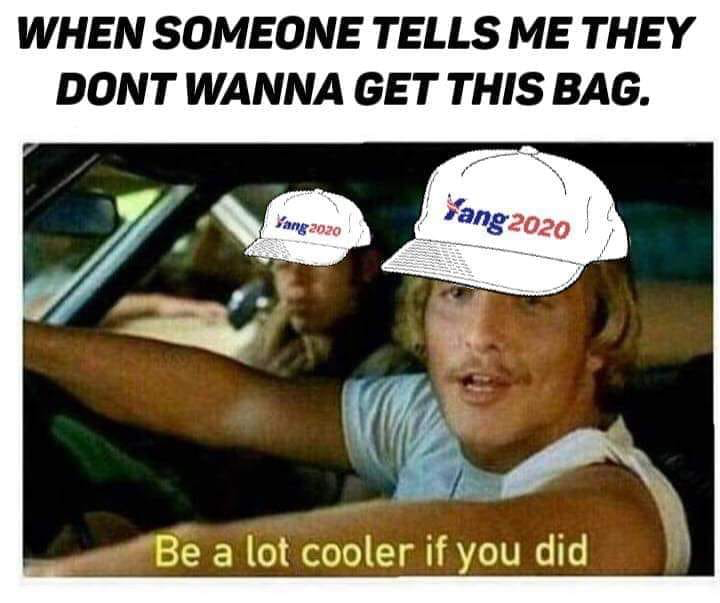 WHEN SOMEONE TELLS ME THEY
DONT WANNA GET THIS BAG.
Yang2020
Yang2020
Be a lot cooler if you did